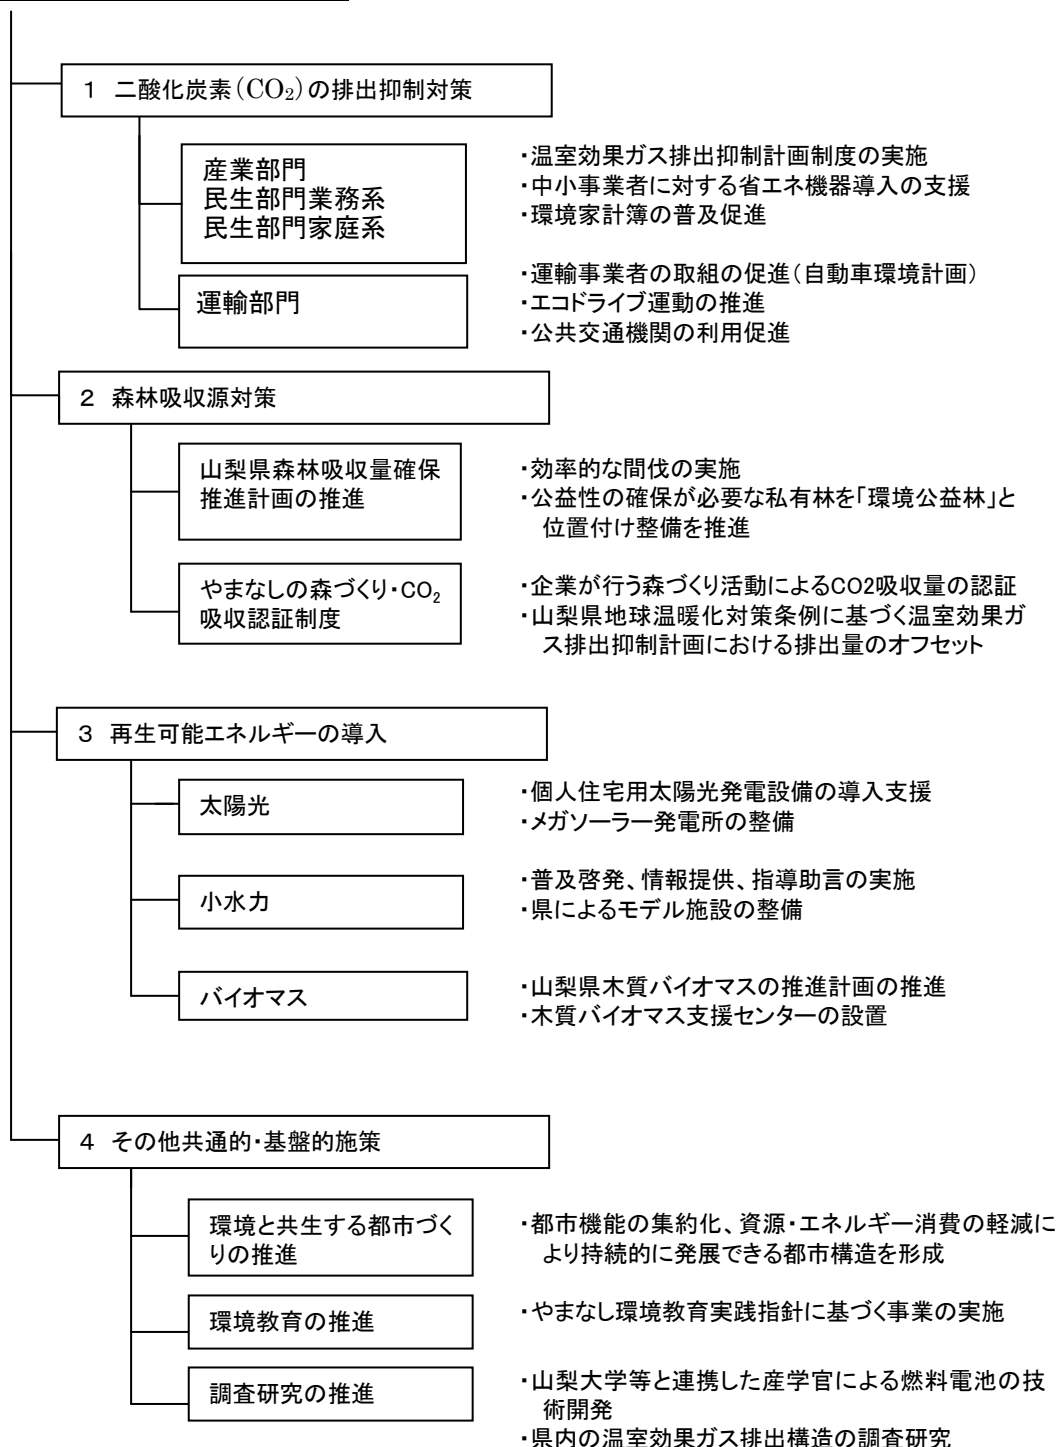 1 二酸化炭素（CO₂）の排出抑制対策
産業部門
民生部門業務系
民生部門家庭系
・温室効果ガス排出抑制計画制度の実施
・中小事業者に対する省エネ機器導入の支援
・環境家計簿の普及促進
運輸部門
・運輸事業者の取組の促進（自動車環境計画）
・エコドライブ運動の推進
・公共交通機関の利用促進
2 森林吸収源対策
山梨県森林吸収量確保
推進計画の推進
・効率的な間伐の実施
・公益性の確保が必要な私有林を「環境公益林」と
位置付け整備を推進
やまなしの森づくり・CO₂
吸収認証制度
・企業が行う森づくり活動によるCO2吸収量の認証
・山梨県地球温暖化対策条例に基づく温室効果ガ
ス排出抑制計画における排出量のオフセット
3 再生可能エネルギーの導入
太陽光
・個人住宅用太陽光発電設備の導入支援
・メガソーラー発電所の整備
小水力
・普及啓発、情報提供、指導助言の実施
・県によるモデル施設の整備
バイオマス
・山梨県木質バイオマスの推進計画の推進
・木質バイオマス支援センターの設置
4 その他共通的・基盤的施策
環境と共生する都市づく
りの推進
・都市機能の集約化、資源・エネルギー消費の軽減に
より持続的に発展できる都市構造を形成
環境教育の推進
・やまなし環境教育実践指針に基づく事業の実施
調査研究の推進
・山梨大学等と連携した産学官による燃料電池の技
術開発
・県内の温室効果ガス排出構造の調査研究